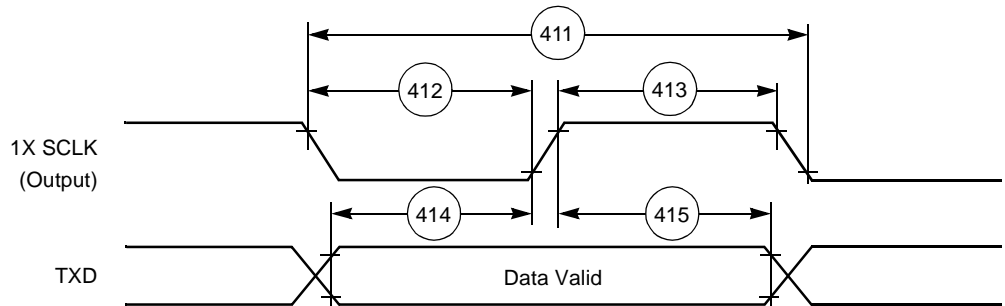 411
412
413
1X SCLK
(Output)
414
415
TXD
Data Valid